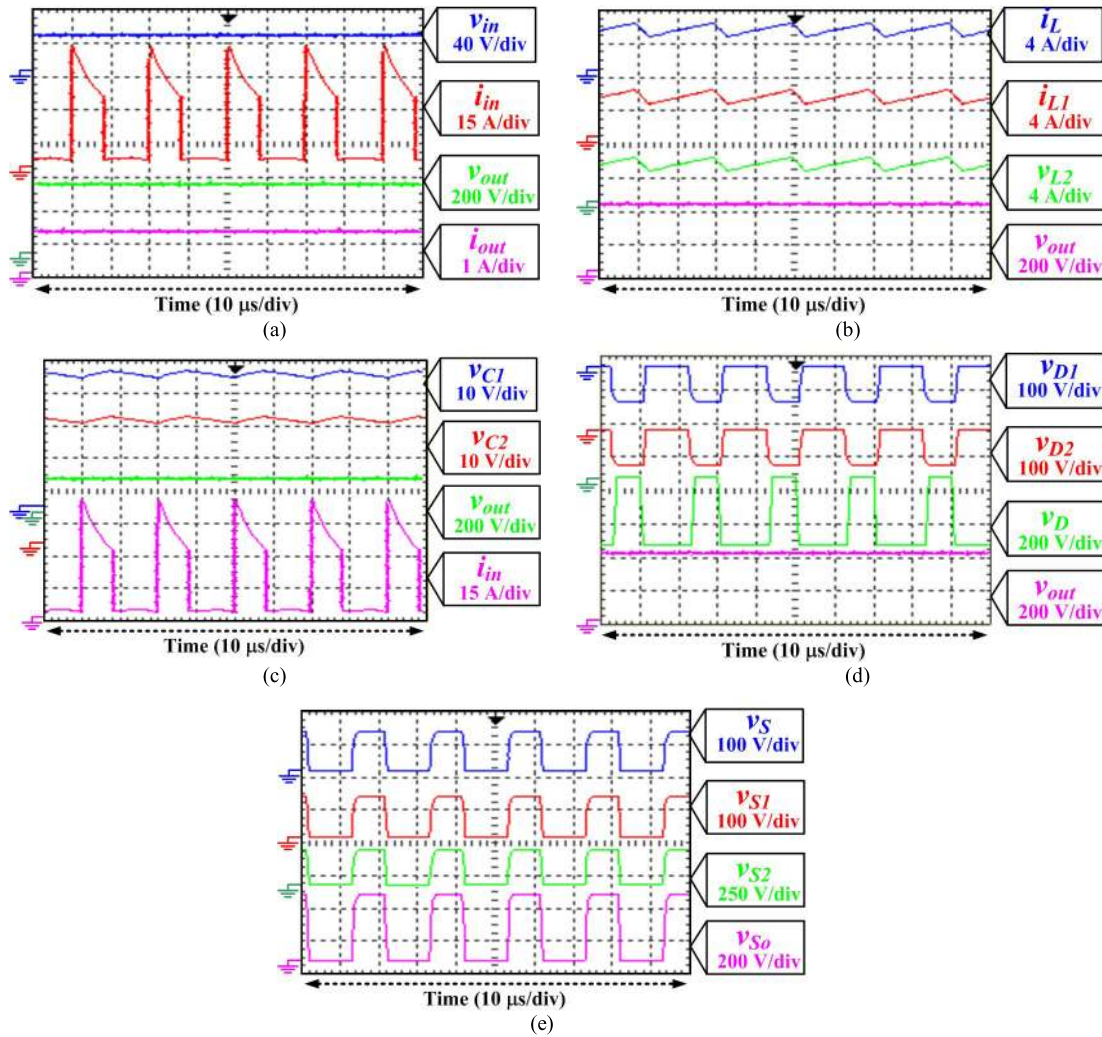 v_in
40 V/div
i_in
15 A/div
v_out
200 V/div
i_out
1 A/div
Time (10 μs/div)
(a)
i_L
4 A/div
i_L1
4 A/div
v_L2
4 A/div
v_out
200 V/div
Time (10 μs/div)
(b)
v_C1
10 V/div
v_C2
10 V/div
v_out
200 V/div
i_in
15 A/div
Time (10 μs/div)
(c)
v_D1
100 V/div
v_D2
100 V/div
v_D
200 V/div
v_out
200 V/div
Time (10 μs/div)
(d)
v_S
100 V/div
v_S1
100 V/div
v_S2
250 V/div
v_So
200 V/div
Time (10 μs/div)
(e)